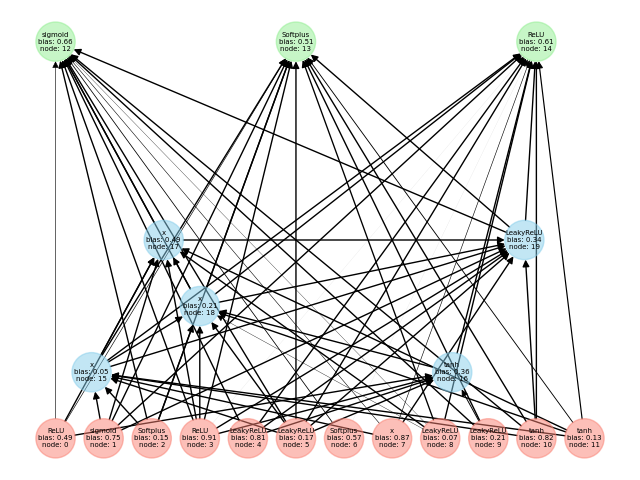 sigmoid
bias: 0.66
node: 12
Softplus
bias: 0.51
node: 13
ReLU
bias: 0.61
node: 14
x
bias: 0.49
node: 17
LeakyReLU
bias: 0.34
node: 19
x
bias: 0.21
node: 18
x
bias: 0.05
node: 15
tanh
bias: 0.36
node: 16
ReLU
bias: 0.49
node: 0
sigmoid
bias: 0.75
node: 1
Softplus
bias: 0.15
node: 2
ReLU
bias: 0.91
node: 3
LeakyReLU
bias: 0.81
node: 4
LeakyReLU
bias: 0.17
node: 5
Softplus
bias: 0.57
node: 6
x
bias: 0.87
node: 7
LeakyReLU
bias: 0.07
node: 8
LeakyReLU
bias: 0.21
node: 9
tanh
bias: 0.82
node: 10
tanh
bias: 0.13
node: 11